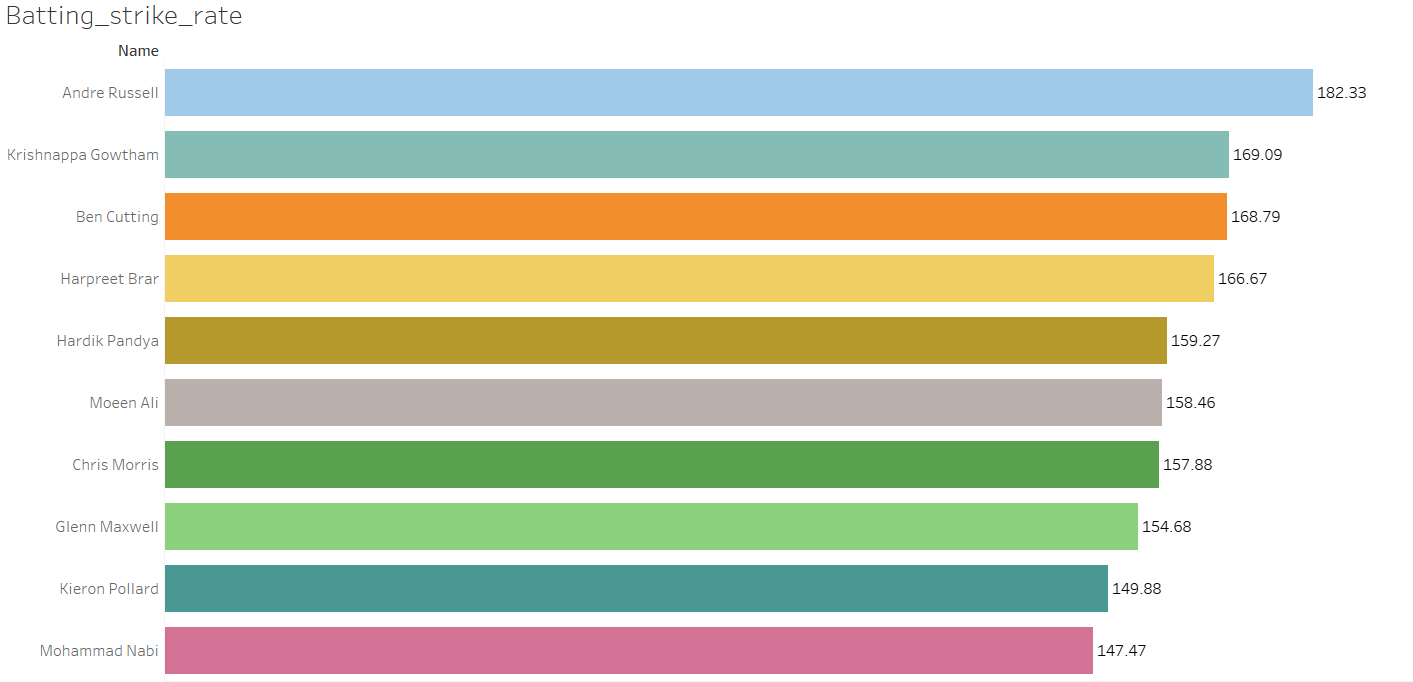 Batting_strike_rate
Name
Andre Russell 182.33
Krishnappa Gowtham 169.09
Ben Cutting 168.79
Harpreet Brar 166.67
Hardik Pandya 159.27
Moeen Ali 158.46
Chris Morris 157.88
Glenn Maxwell 154.68
Kieron Pollard 149.88
Mohammad Nabi 147.47